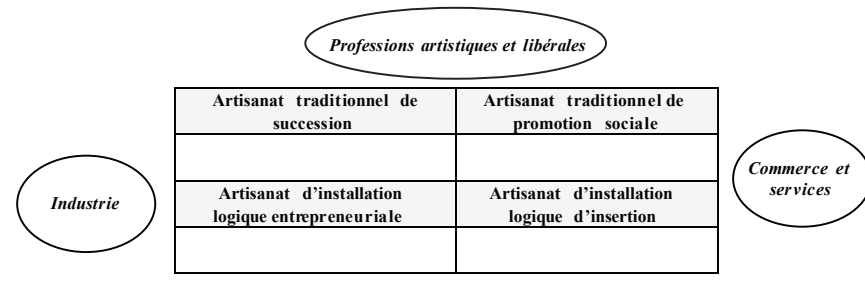 Professions artistiques et libérales
Artisanat traditionnel de
succession
Artisanat traditionnel de
promotion sociale
Industrie
Commerce et
services
Artisanat d'installation
logique entrepreneuriale
Artisanat d'installation
logique d'insertion